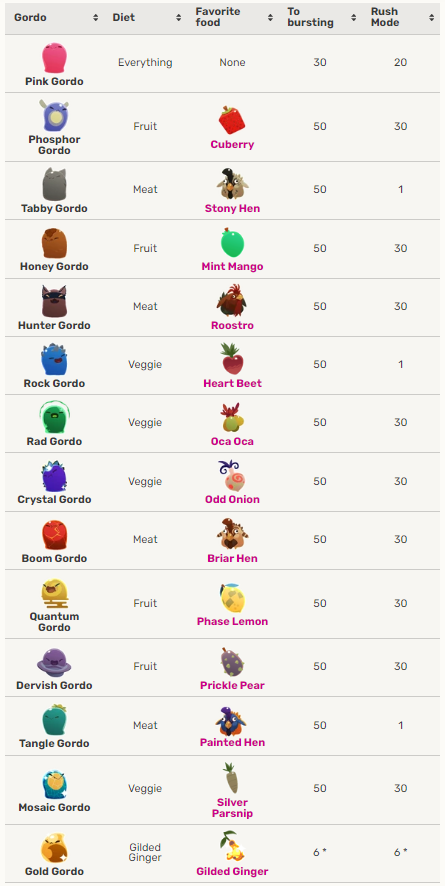 Gordo Diet Favorite food To bursting Rush Mode
Pink Gordo Everything None 30 20
Phosphor Gordo Fruit Cuberry 50 30
Tabby Gordo Meat Stony Hen 50 1
Honey Gordo Fruit Mint Mango 50 30
Hunter Gordo Meat Roostro 50 30
Rock Gordo Veggie Heart Beet 50 1
Rad Gordo Veggie Oca Oca 50 30
Crystal Gordo Veggie Odd Onion 50 30
Boom Gordo Meat Briar Hen 50 30
Quantum Gordo Fruit Phase Lemon 50 30
Dervish Gordo Fruit Prickle Pear 50 30
Tangle Gordo Meat Painted Hen 50 1
Mosaic Gordo Veggie Silver Parsnip 50 30
Gold Gordo Gilded Ginger Gilded Ginger 6 * 6 *